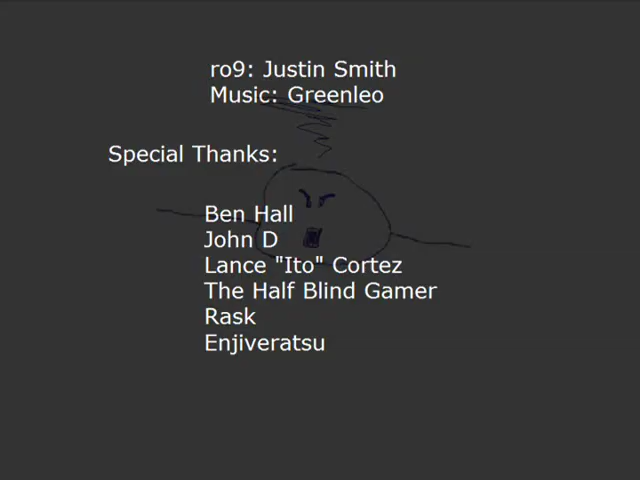 ro9: Justin Smith
Music: Greenleo
Special Thanks:
Ben Hall
John D
Lance "Ito" Cortez
The Half Blind Gamer
Rask
Enjiveratsu